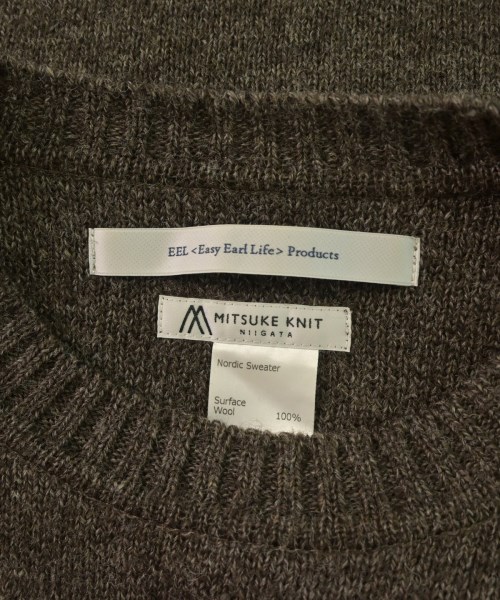 EEL <Easy Earl Life> Products
MITSUKE KNIT
NIIGATA
Nordic Sweater
Surface
Wool 100%